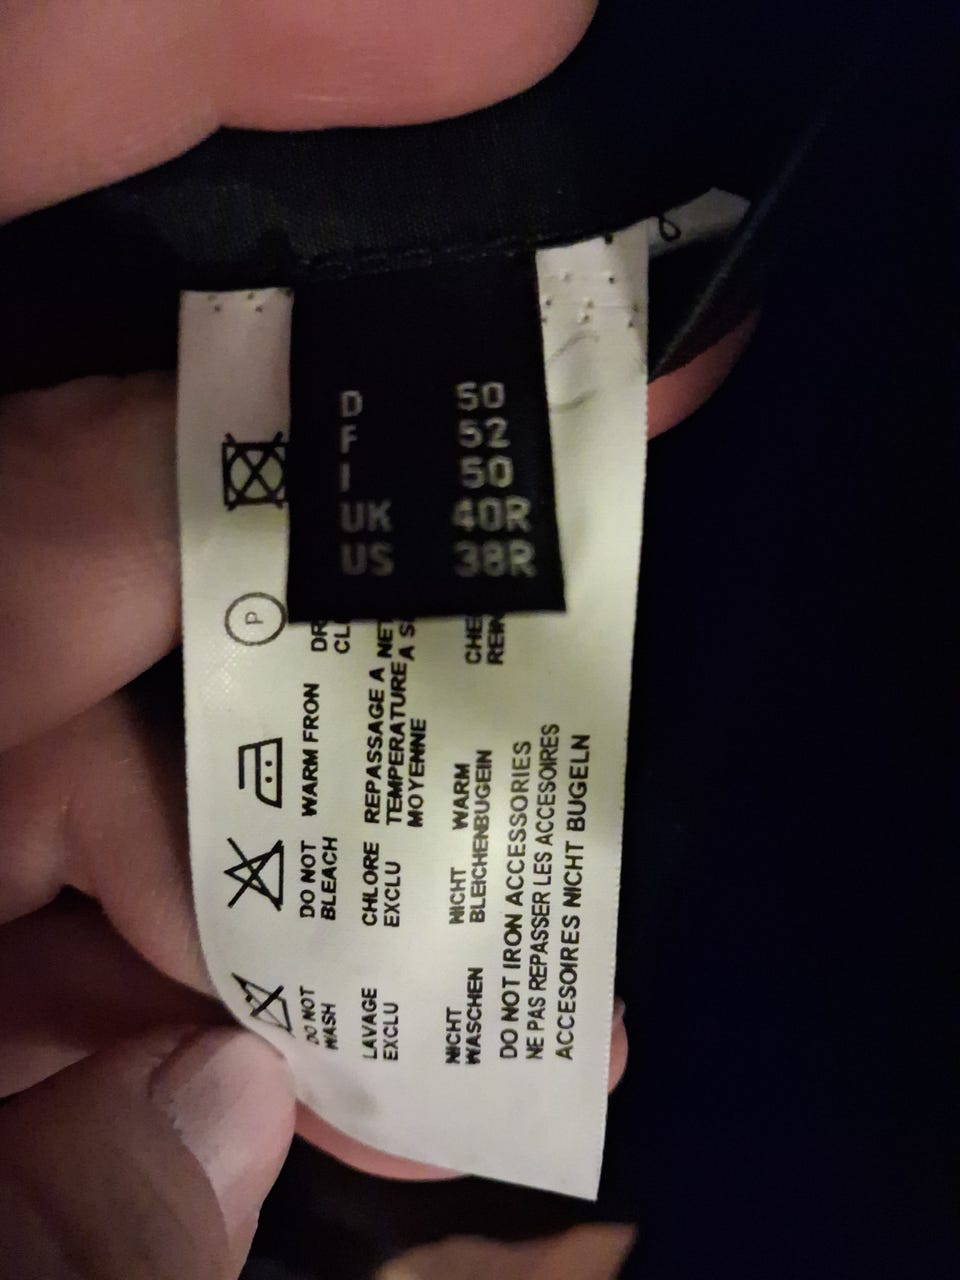 D 50
F 52
I 50
UK 40R
US 38R
P
DO NOT
WASH
DO NOT
BLEACH
WARM FRON
LAVAGE
EXCLU
CHLORE
EXCLU
REPASSAGE A
TEMPERATURE
MOYENNE
NET
A S
NICHT
WASCHEN
NICHT
BLEICHEN
WARM
BUGEIN
DO NOT IRON ACCESSORIES
NE PAS REPASSER LES ACCESOIRES
ACCESOIRES NICHT BUGELN